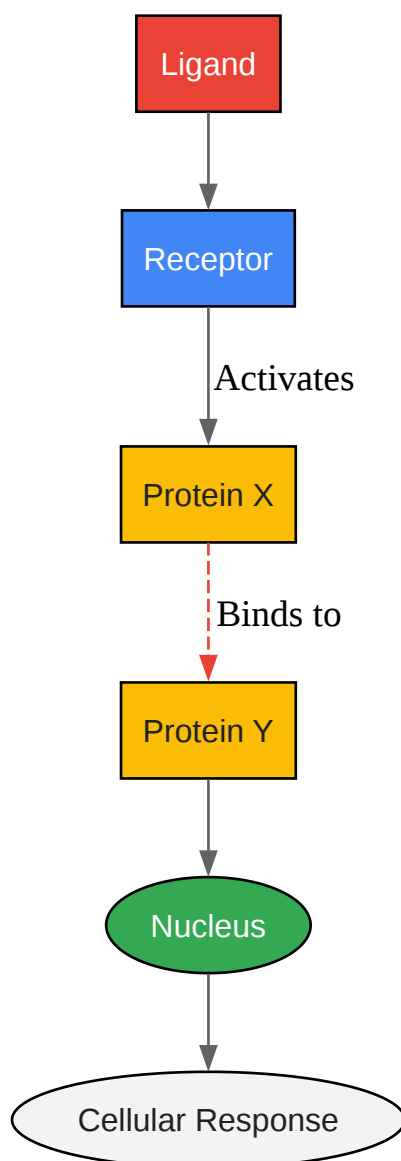 Ligand
Receptor
Activates
Protein X
Binds to
Protein Y
Nucleus
Cellular Response